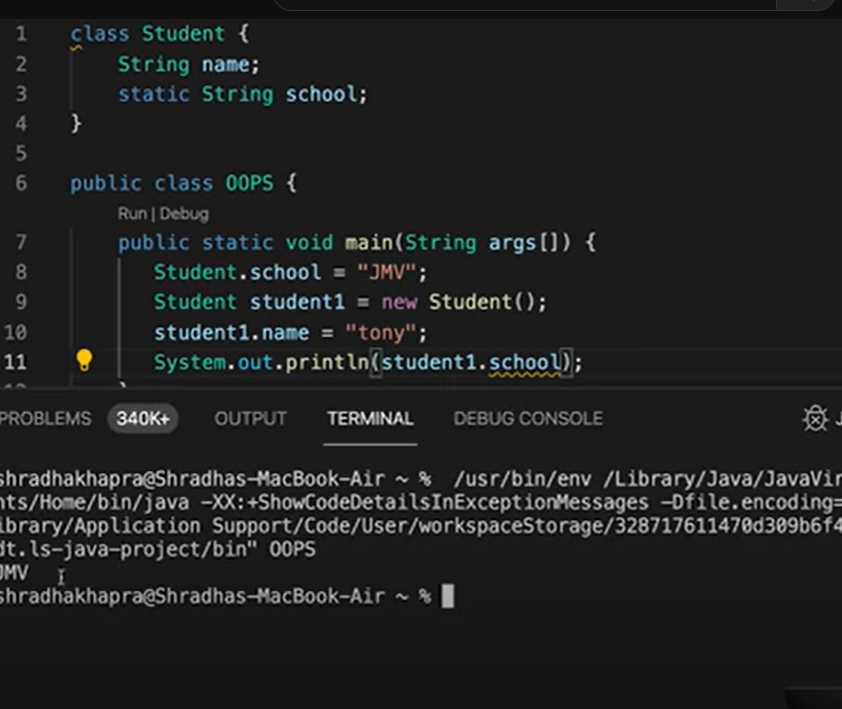 1 class Student {
2 String name;
3 static String school;
4 }
5
6 public class OOPS {
Run | Debug
7 public static void main(String args[]) {
8 Student.school = "JMV";
9 Student student1 = new Student();
10 student1.name = "tony";
11 System.out.println(student1.school);
PROBLEMS 340K+ OUTPUT TERMINAL DEBUG CONSOLE J
shradhakhapra@Shradhas-MacBook-Air ~ % /usr/bin/env /Library/Java/JavaVir
nts/Home/bin/java -XX:+ShowCodeDetailsInExceptionMessages -Dfile.encoding=
ibrary/Application Support/Code/User/workspaceStorage/328717611470d309b6f4
dt.ls-java-project/bin" OOPS
JMV
shradhakhapra@Shradhas-MacBook-Air ~ %